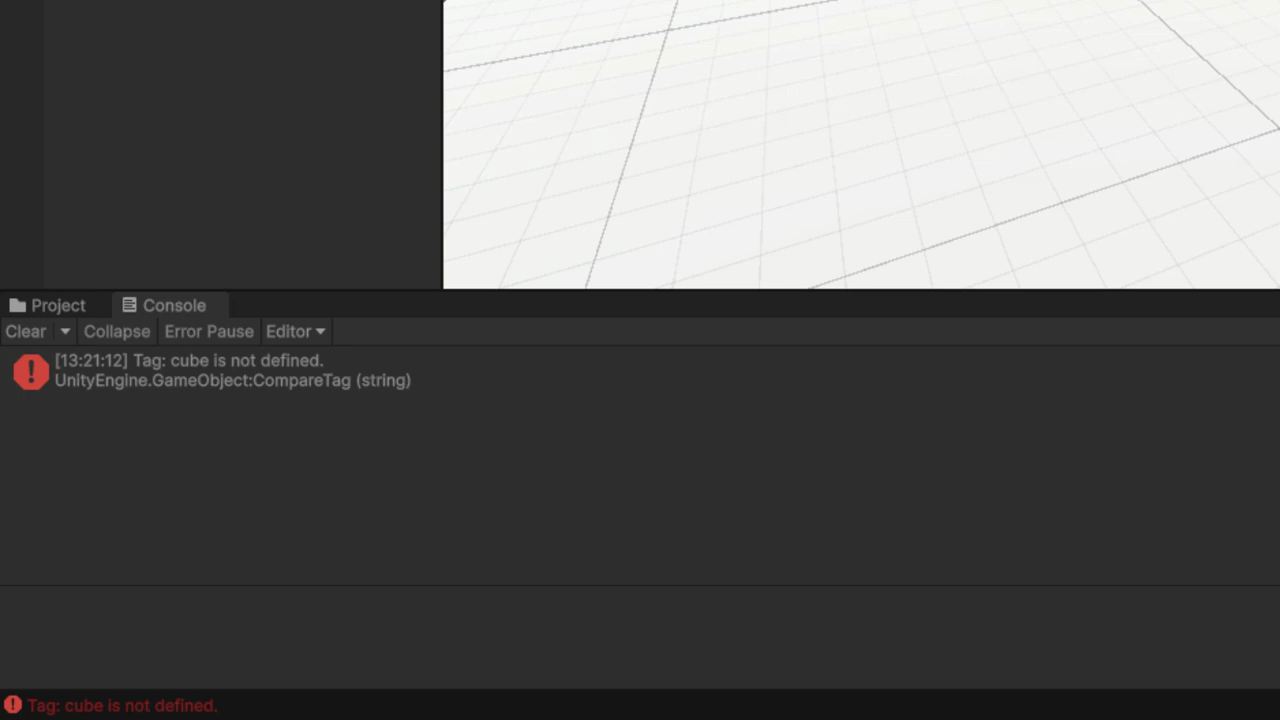 Project Console
Clear Collapse Error Pause Editor
[13:21:12] Tag: cube is not defined.
UnityEngine.GameObject:CompareTag (string)
Tag: cube is not defined.